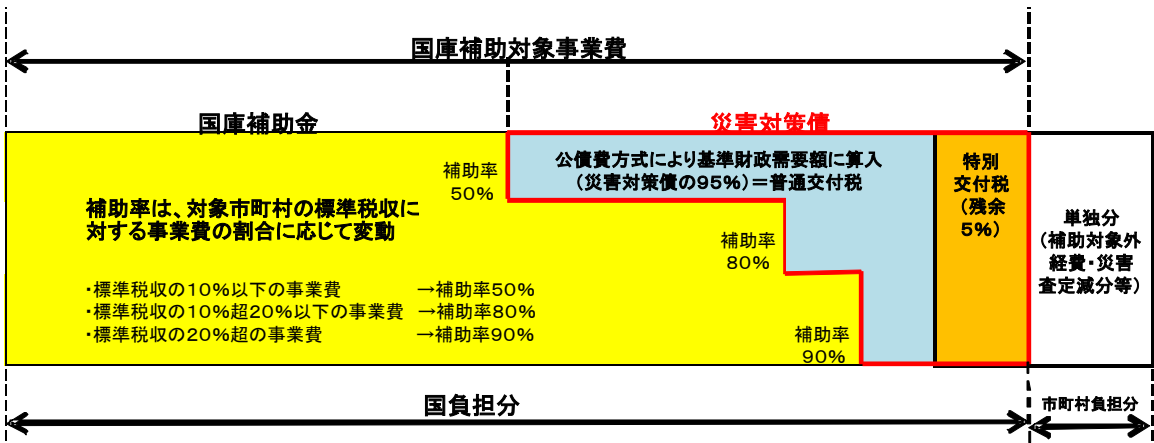 国庫補助対象事業費
国庫補助金
災害対策債
補助率
50%
公債費方式により基準財政需要額に算入
(災害対策債の95%)=普通交付税
特別
交付税
(残余
5%)
補助率は、対象市町村の標準税収に
対する事業費の割合に応じて変動
補助率
80%
単独分
(補助対象外
経費・災害
査定減分等)
・標準税収の10%以下の事業費 →補助率50%
・標準税収の10%超20%以下の事業費 →補助率80%
・標準税収の20%超の事業費 →補助率90%
補助率
90%
国負担分
市町村負担分